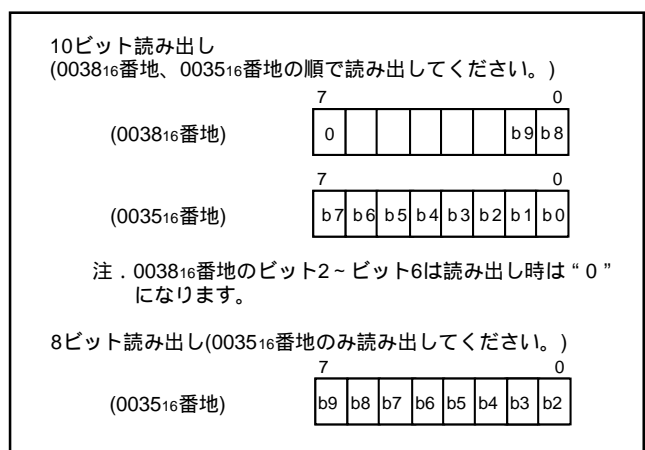 10ビット読み出し
(003816番地、003516番地の順で読み出してください。)
7 0
(003816番地) 0 b9 b8
7 0
(003516番地) b7 b6 b5 b4 b3 b2 b1 b0
注．003816番地のビット2~ビット6は読み出し時は“0”
になります。
8ビット読み出し(003516番地のみ読み出してください。)
7 0
(003516番地) b9 b8 b7 b6 b5 b4 b3 b2